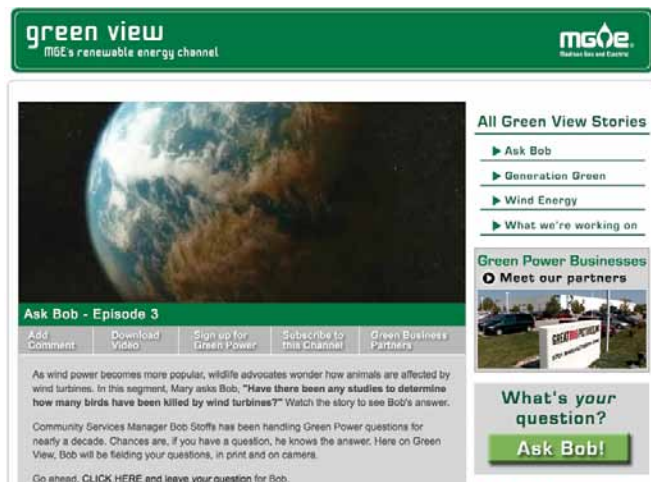 green view
MGE's renewable energy channel
mge®
Madison Gas and Electric
Ask Bob - Episode 3
Add Comment
Download Video
Sign up for Green Power
Subscribe to this Channel
Green Business Partners
As wind power becomes more popular, wildlife advocates wonder how animals are affected by
wind turbines. In this segment, Mary asks Bob, "Have there been any studies to determine
how many birds have been killed by wind turbines?" Watch the story to see Bob's answer.
Community Services Manager Bob Stoffs has been handling Green Power questions for
nearly a decade. Chances are, if you have a question, he knows the answer. Here on Green
View, Bob will be fielding your questions, in print and on camera.
Go ahead, CLICK HERE and leave your question for Bob.
All Green View Stories
Ask Bob
Generation Green
Wind Energy
What we're working on
Green Power Businesses
Meet our partners
What's your
question?
Ask Bob!